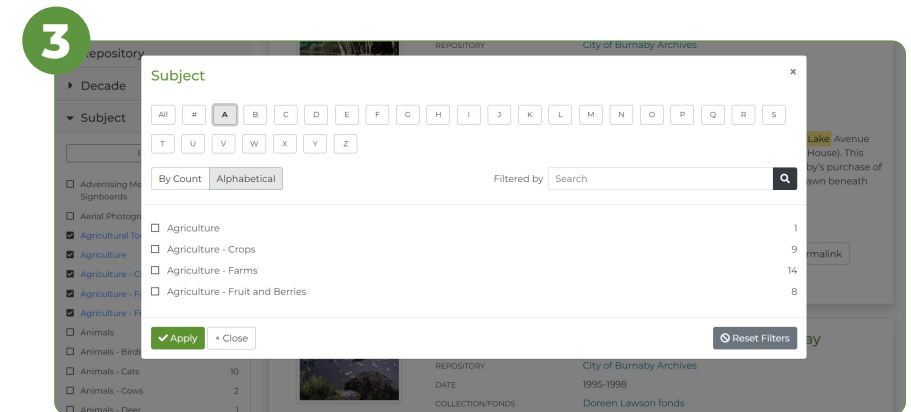 3
epository
REPOSITORY City of Burnaby Archives
Decade
Subject
Subject ×
All # A B C D E F G H I J K L M N O P Q R S
T U V W X Y Z
By Count Alphabetical Filtered by Search
Lake Avenue
House). This
by's purchase of
awn beneath
Advertising Me
Signboards
Aerial Photogra
Agricultural To
Agriculture
Agriculture - C
Agriculture - F
Agriculture - F
Animals
Animals - Birds
Animals - Cats 10
Animals - Cows 2
Animals - Deer 1
Agriculture 1
Agriculture - Crops 9
Agriculture - Farms 14
Agriculture - Fruit and Berries 8
rmalink
Apply × Close Reset Filters
ay
REPOSITORY City of Burnaby Archives
DATE 1995-1998
COLLECTION/FONDS Doreen Lawson fonds